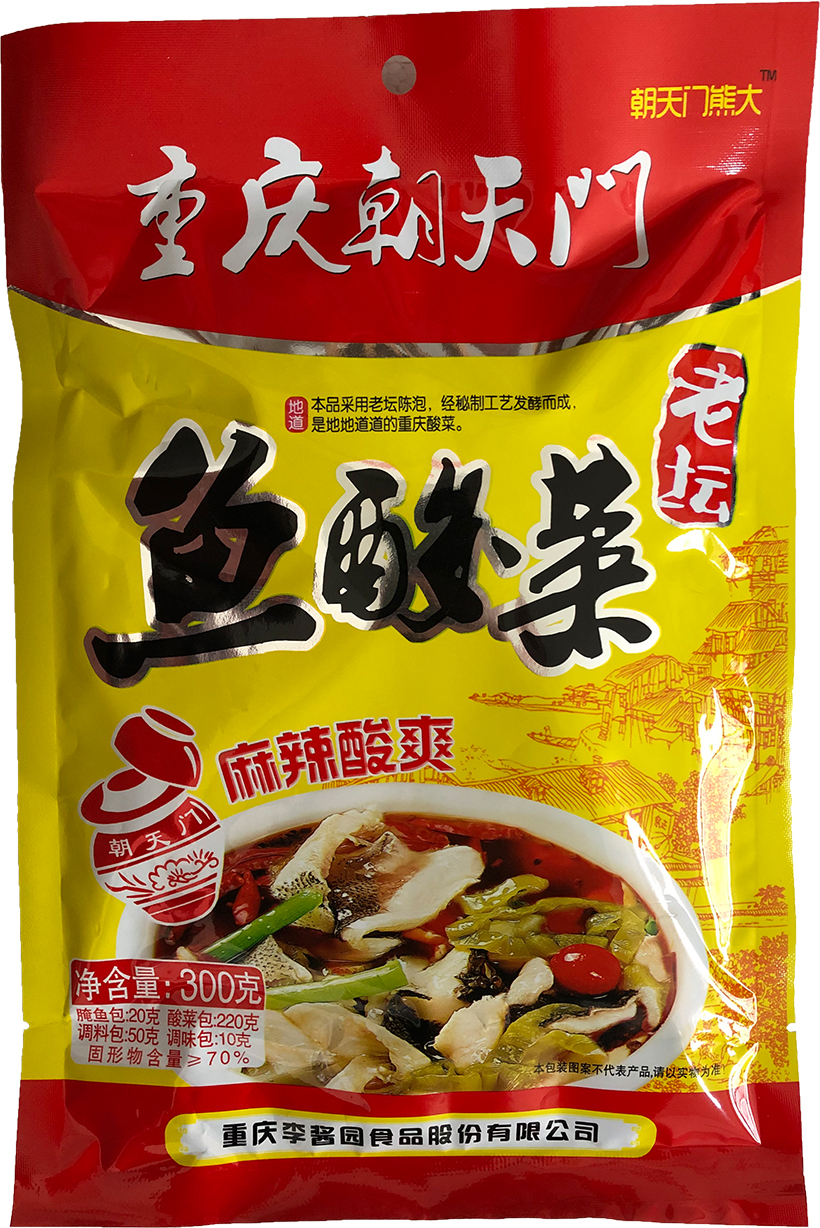 朝天门熊大 TM
重庆朝天门
老坛
地道
本品采用老坛陈泡，经秘制工艺发酵而成，
是地地道道的重庆酸菜。
鱼酸菜
麻辣酸爽
朝天门
净含量：300克
腌鱼包:20克 酸菜包:220克
调料包:50克 调味包:10克
固形物含量≥70%
本包装图案不代表产品,请以实物为准!
重庆李酱园食品股份有限公司